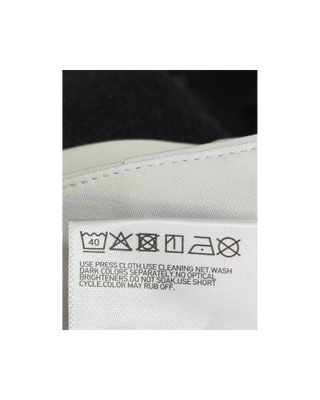 40
USE PRESS CLOTH.USE CLEANING NET.WASH
DARK COLORS SEPARATELY.NO OPTICAL
BRIGHTENERS.DO NOT SOAK.USE SHORT
CYCLE.COLOR MAY RUB OFF.